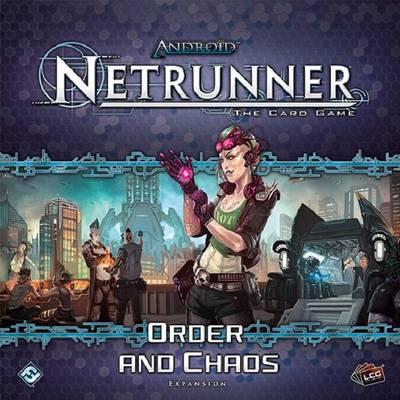 ANDROID
NETRUNNER
THE CARD GAME
ORDER
AND CHAOS
EXPANSION
LCG